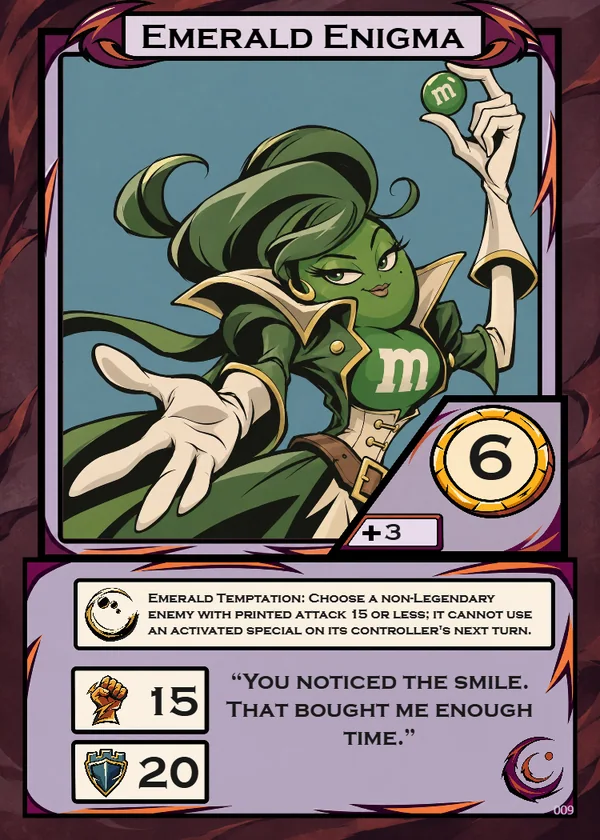 Emerald Enigma
m
m
6
+3
Emerald Temptation: Choose a non-Legendary
enemy with printed attack 15 or less; it cannot use
an activated special on its controller's next turn.
15
"You noticed the smile.
That bought me enough
time."
20
009